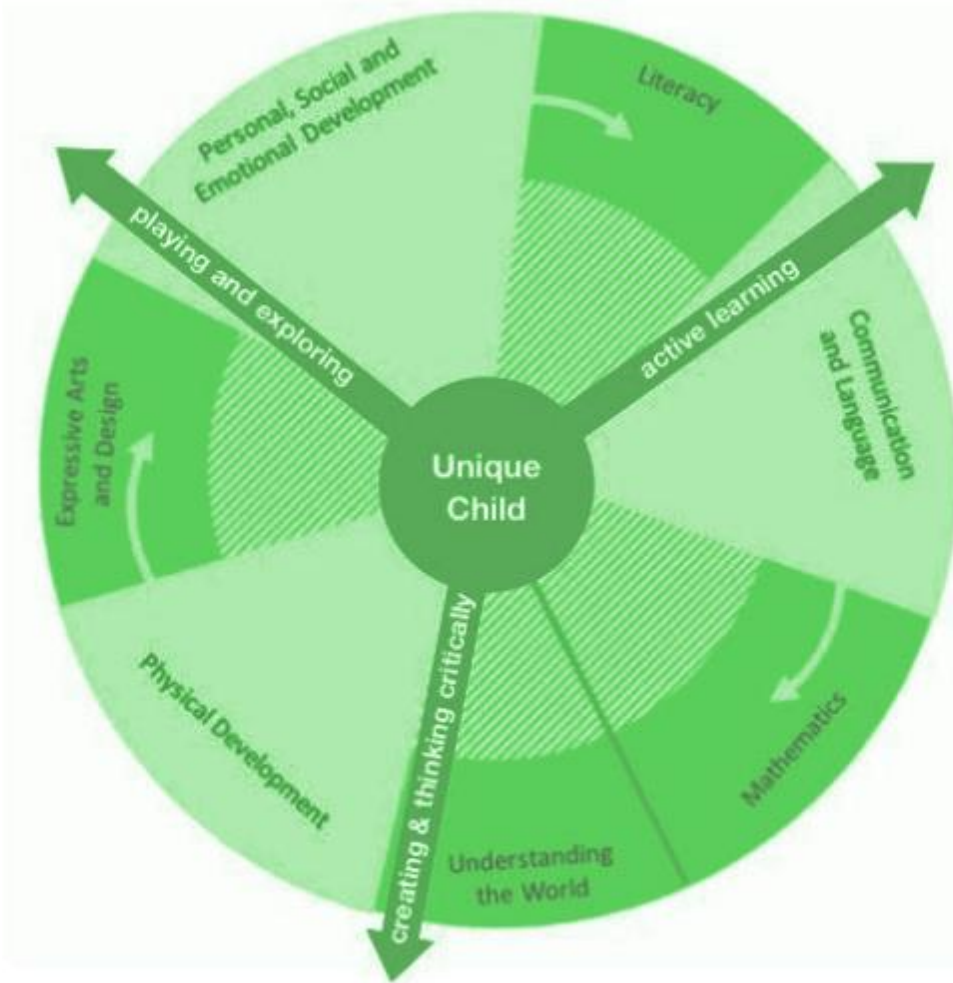 Personal, Social and
Emotional Development
Literacy
playing and exploring
active learning
Communication
and Language
Expressive Arts
and Design
Unique
Child
Physical Development
creating & thinking critically
Mathematics
Understanding
the World